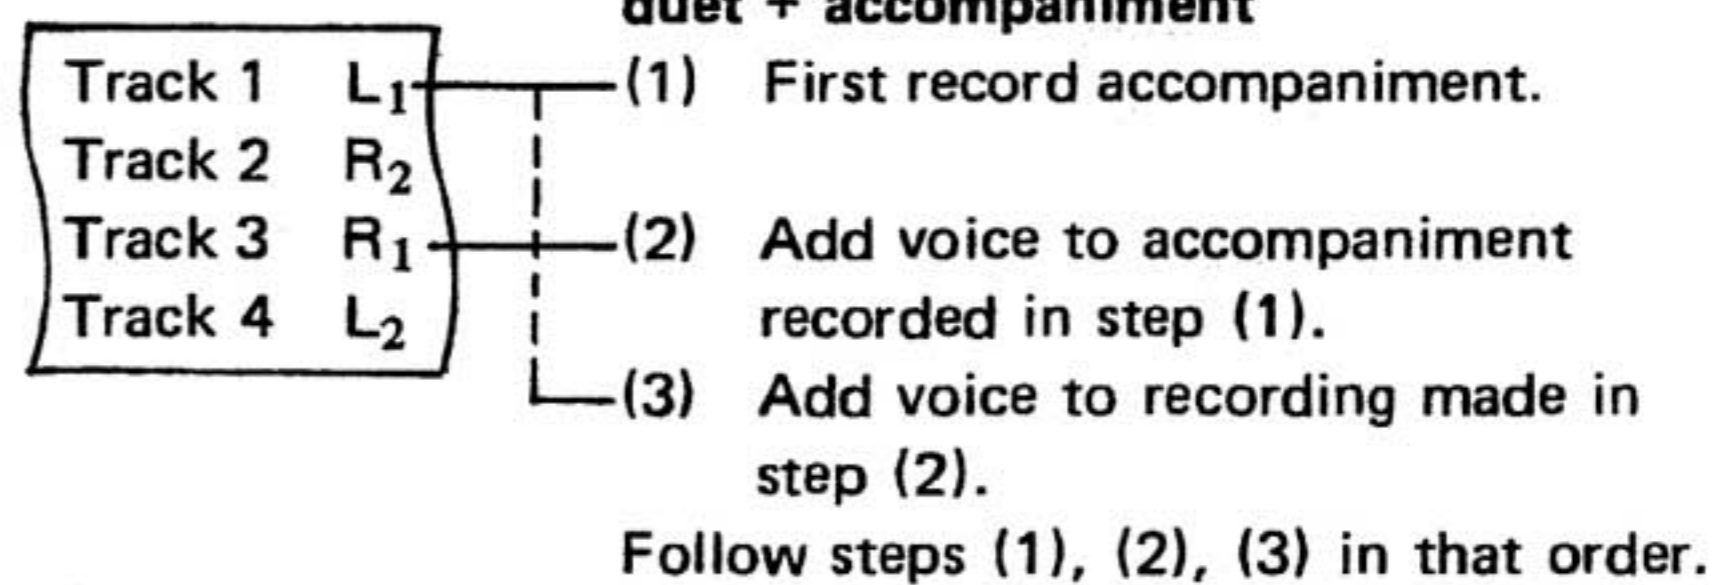 duet + accompaniment
Track 1 L1 (1) First record accompaniment.
Track 2 R2
Track 3 R1 (2) Add voice to accompaniment
Track 4 L2 recorded in step (1).
(3) Add voice to recording made in
step (2).
Follow steps (1), (2), (3) in that order.